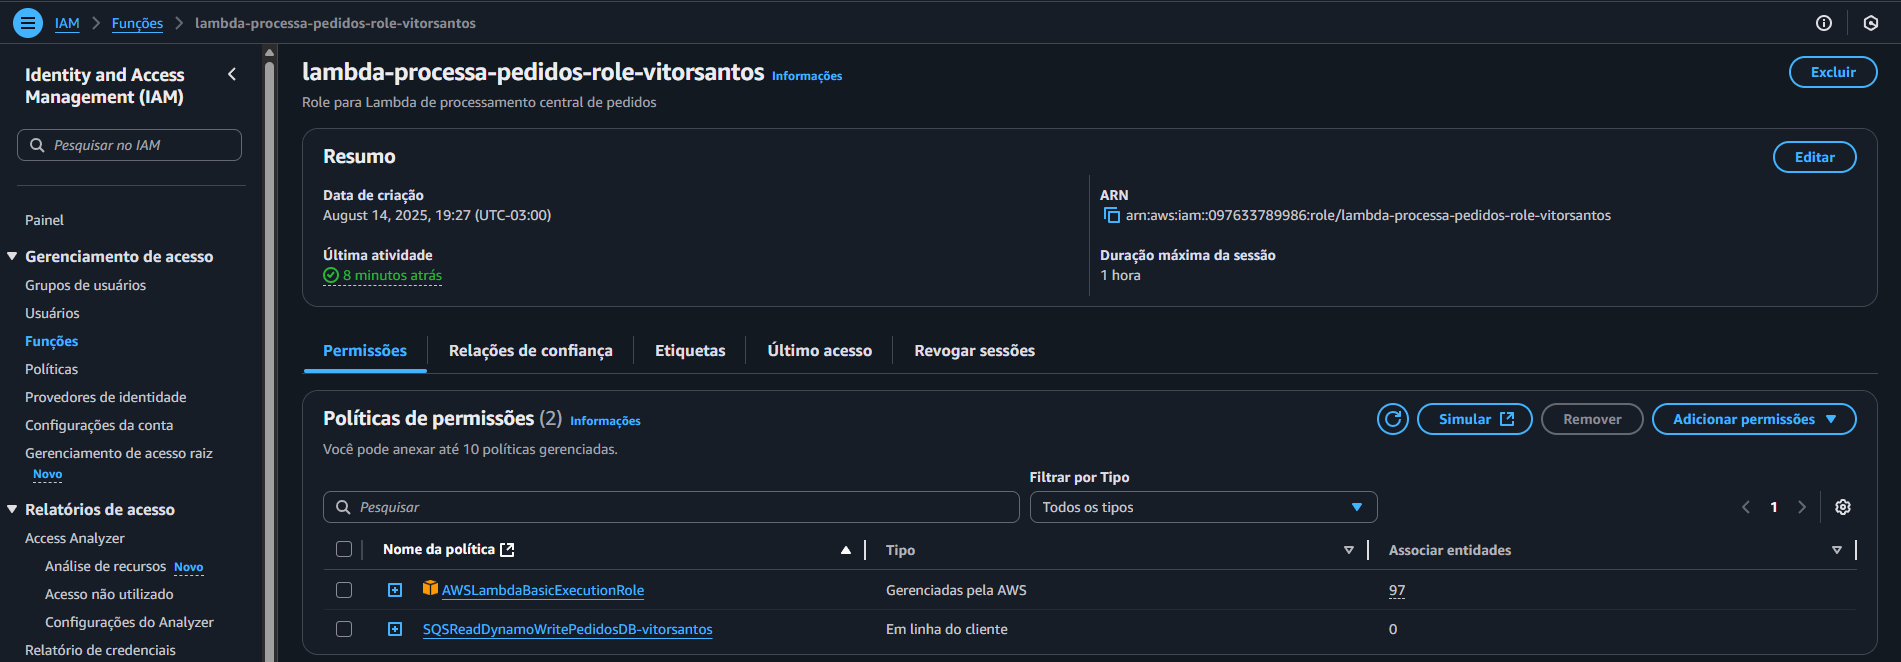 IAM > Funções > lambda-processa-pedidos-role-vitorsantos
Identity and Access
Management (IAM)
Pesquisar no IAM
Painel
Gerenciamento de acesso
Grupos de usuários
Usuários
Funções
Políticas
Provedores de identidade
Configurações da conta
Gerenciamento de acesso raiz
Novo
Relatórios de acesso
Access Analyzer
Análise de recursos Novo
Acesso não utilizado
Configurações do Analyzer
Relatório de credenciais
lambda-processa-pedidos-role-vitorsantos Informações
Excluir
Role para Lambda de processamento central de pedidos
Resumo
Editar
Data de criação
August 14, 2025, 19:27 (UTC-03:00)
Última atividade
8 minutos atrás
ARN
arn:aws:iam::097633789986:role/lambda-processa-pedidos-role-vitorsantos
Duração máxima da sessão
1 hora
Permissões Relações de confiança Etiquetas Último acesso Revogar sessões
Políticas de permissões (2) Informações
Simular Remover Adicionar permissões
Você pode anexar até 10 políticas gerenciadas.
Filtrar por Tipo
Pesquisar Todos os tipos 1
Nome da política Tipo Associar entidades
AWSLambdaBasicExecutionRole Gerenciadas pela AWS 97
SQSReadDynamoWritePedidosDB-vitorsantos Em linha do cliente 0